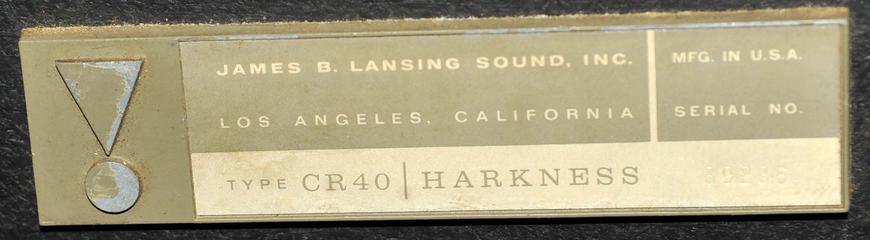 JAMES B. LANSING SOUND, INC.
LOS ANGELES, CALIFORNIA
MFG. IN U.S.A.
SERIAL NO.
TYPE CR40 | HARKNESS